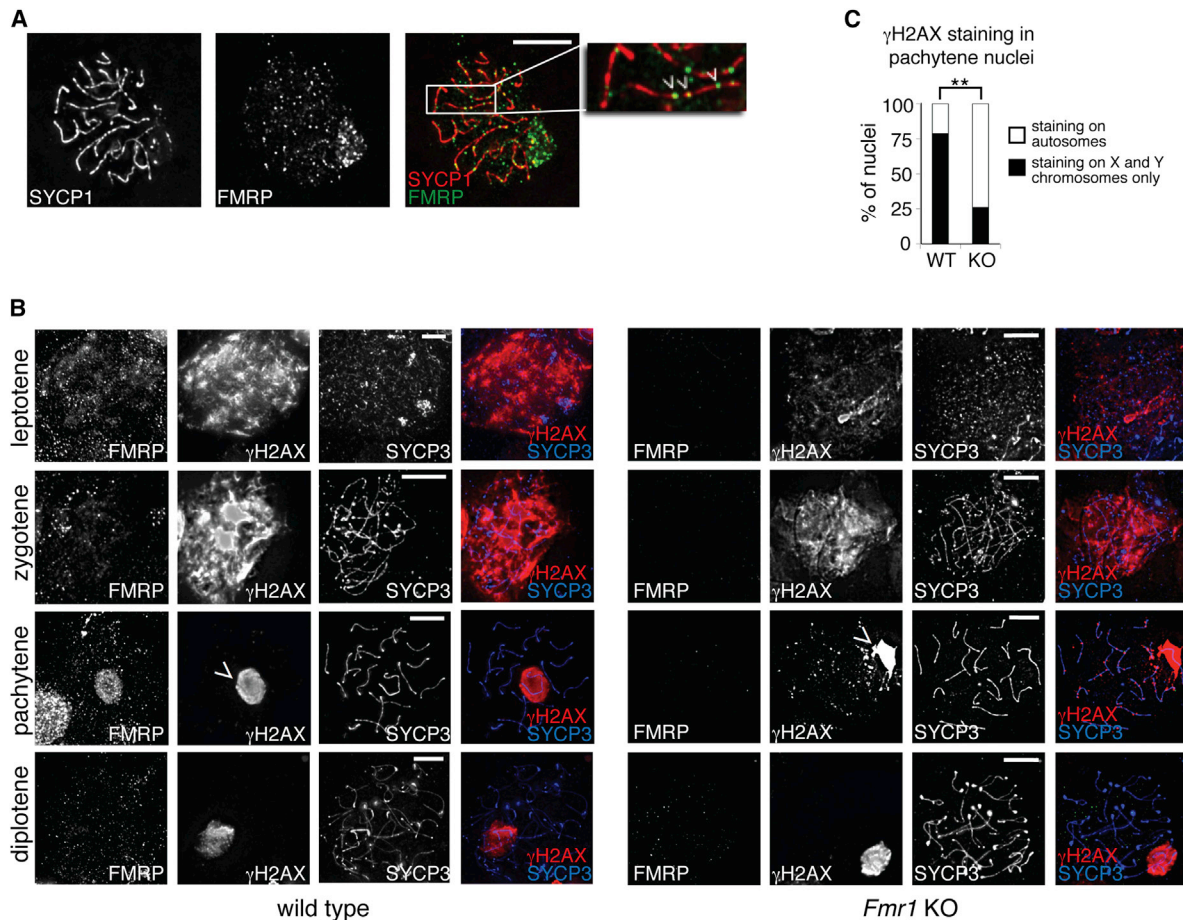 A
SYCP1
FMRP
SYCP1
FMRP
C
γH2AX staining in
pachytene nuclei
**
100
75
50
25
0
% of nuclei
WT
KO
staining on
autosomes
staining on X and Y
chromosomes only
B
leptotene
FMRP
γH2AX
SYCP3
γH2AX
SYCP3
FMRP
γH2AX
SYCP3
γH2AX
SYCP3
zygotene
FMRP
γH2AX
SYCP3
γH2AX
SYCP3
FMRP
γH2AX
SYCP3
γH2AX
SYCP3
pachytene
FMRP
γH2AX
SYCP3
γH2AX
SYCP3
FMRP
γH2AX
SYCP3
γH2AX
SYCP3
diplotene
FMRP
γH2AX
SYCP3
γH2AX
SYCP3
FMRP
γH2AX
SYCP3
γH2AX
SYCP3
wild type
Fmr1 KO